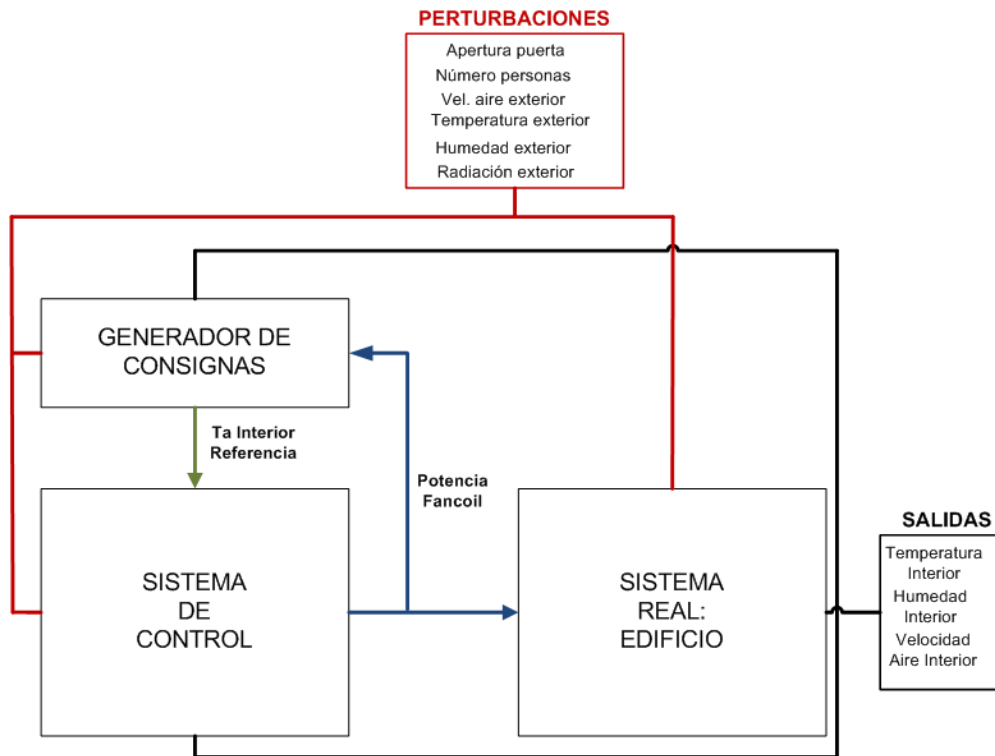 PERTURBACIONES
Apertura puerta
Número personas
Vel. aire exterior
Temperatura exterior
Humedad exterior
Radiación exterior
GENERADOR DE
CONSIGNAS
Ta Interior
Referencia
Potencia
Fancoil
SISTEMA
DE
CONTROL
SISTEMA
REAL:
EDIFICIO
SALIDAS
Temperatura
Interior
Humedad
Interior
Velocidad
Aire Interior